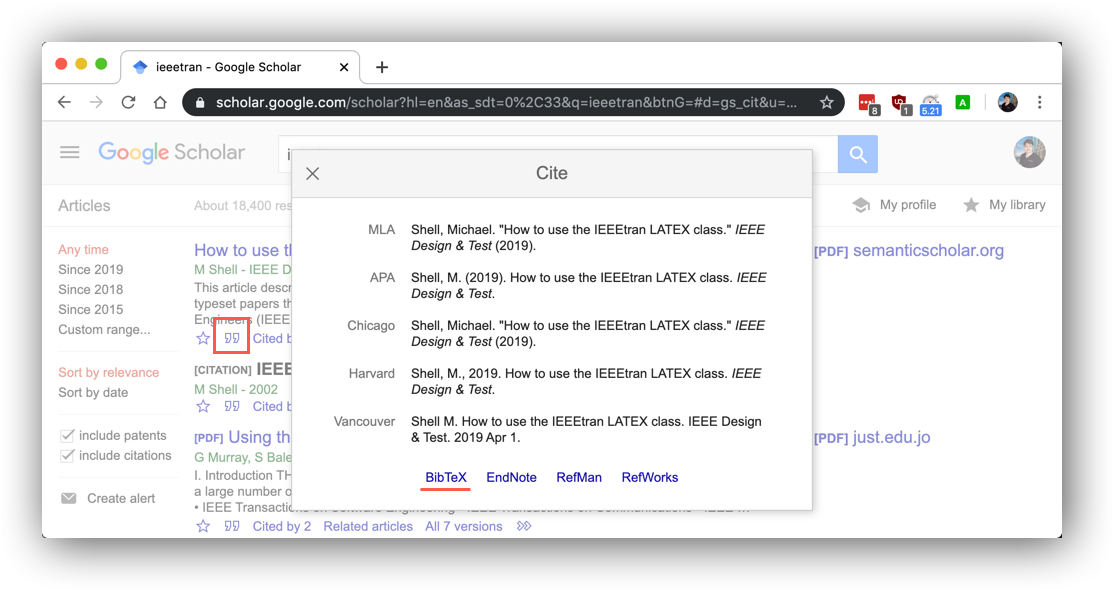 ieeetran - Google Scholar
scholar.google.com/scholar?hl=en&as_sdt=0%2C33&q=ieeetran&btnG=#d=gs_cit&u=...
8
1
5.21
A
Google Scholar
Articles
About 18,400
My profile
My library
Any time
Since 2019
Since 2018
Since 2015
Custom range...
Sort by relevance
Sort by date
include patents
include citations
Create alert
How to use
M Shell - IEEE
This article
typeset papers
Engineers (IEEE
Cited
[PDF] semanticscholar.org
[CITATION] IEEE
M Shell - 2002
Cited
[PDF] Using
G Murray, S
I. Introduction
a large number
• IEEE Transactions on Software Engineering • IEEE Transactions on Communications • IEEE ...
Cited by 2 Related articles All 7 versions
[PDF] just.edu.jo
Cite
MLA
Shell, Michael. "How to use the IEEEtran LATEX class." IEEE
Design & Test (2019).
APA
Shell, M. (2019). How to use the IEEEtran LATEX class. IEEE
Design & Test.
Chicago
Shell, Michael. "How to use the IEEEtran LATEX class." IEEE
Design & Test (2019).
Harvard
Shell, M., 2019. How to use the IEEEtran LATEX class. IEEE
Design & Test.
Vancouver
Shell M. How to use the IEEEtran LATEX class. IEEE Design
& Test. 2019 Apr 1.
BibTeX EndNote RefMan RefWorks